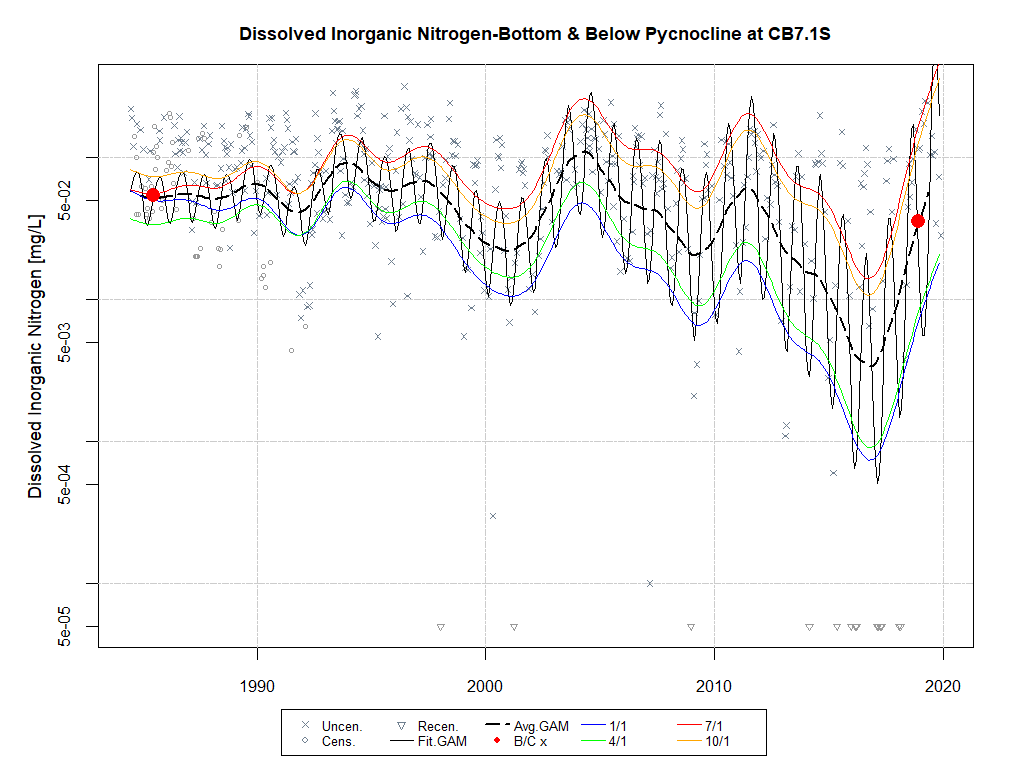 Dissolved Inorganic Nitrogen-Bottom & Below Pycnocline at CB7.1S
Dissolved Inorganic Nitrogen [mg/L]
5e-02
5e-03
5e-04
5e-05
1990 2000 2010 2020
Uncen. Recen. Avg.GAM 1/1 7/1
Cens. Fit.GAM B/C x 4/1 10/1